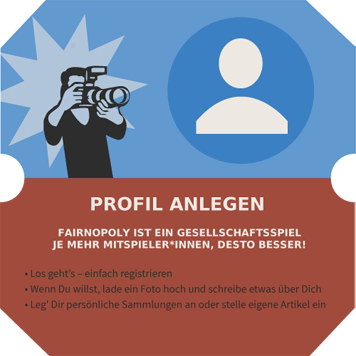 PROFIL ANLEGEN
FAIRNOPOLY IST EIN GESELLSCHAFTSSPIEL
JE MEHR MITSPIELER*INNEN, DESTO BESSER!
• Los geht's – einfach registrieren
• Wenn Du willst, lade ein Foto hoch und schreibe etwas über Dich
• Leg' Dir persönliche Sammlungen an oder stelle eigene Artikel ein